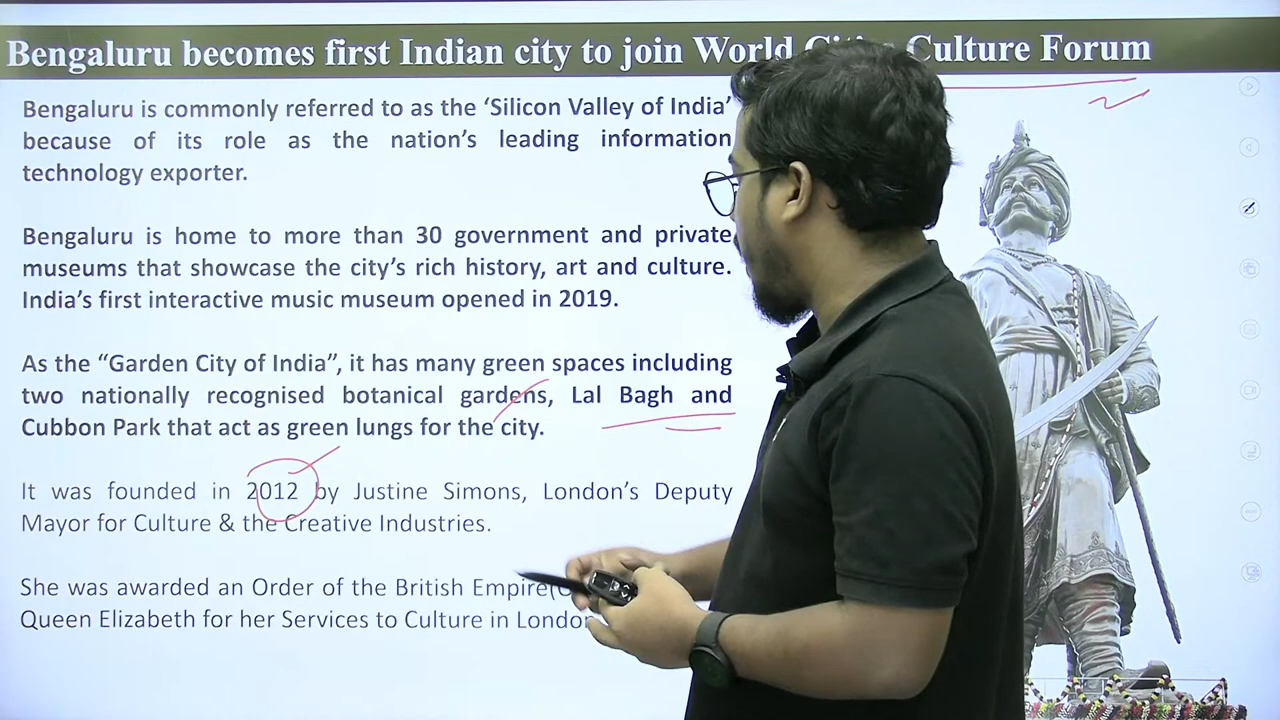 Bengaluru becomes first Indian city to join World Culture Forum
Bengaluru is commonly referred to as the ‘Silicon Valley of India’
because of its role as the nation’s leading information
technology exporter.
Bengaluru is home to more than 30 government and private
museums that showcase the city’s rich history, art and culture.
India’s first interactive music museum opened in 2019.
As the “Garden City of India”, it has many green spaces including
two nationally recognised botanical gardens, Lal Bagh and
Cubbon Park that act as green lungs for the city.
It was founded in 2012 by Justine Simons, London’s Deputy
Mayor for Culture & the Creative Industries.
She was awarded an Order of the British Empire
Queen Elizabeth for her Services to Culture in London